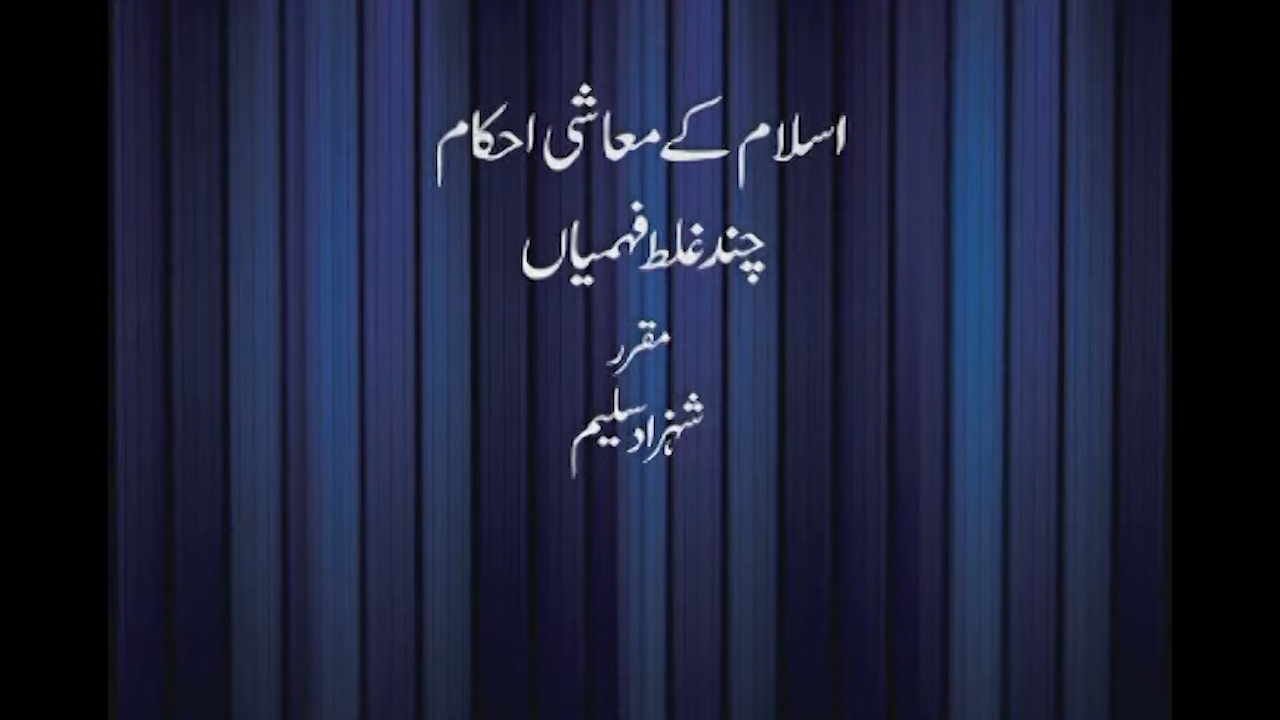 اسلام کے معاشی احکام
چند غلط فہمیاں
مقرر
شہزاد سلیم